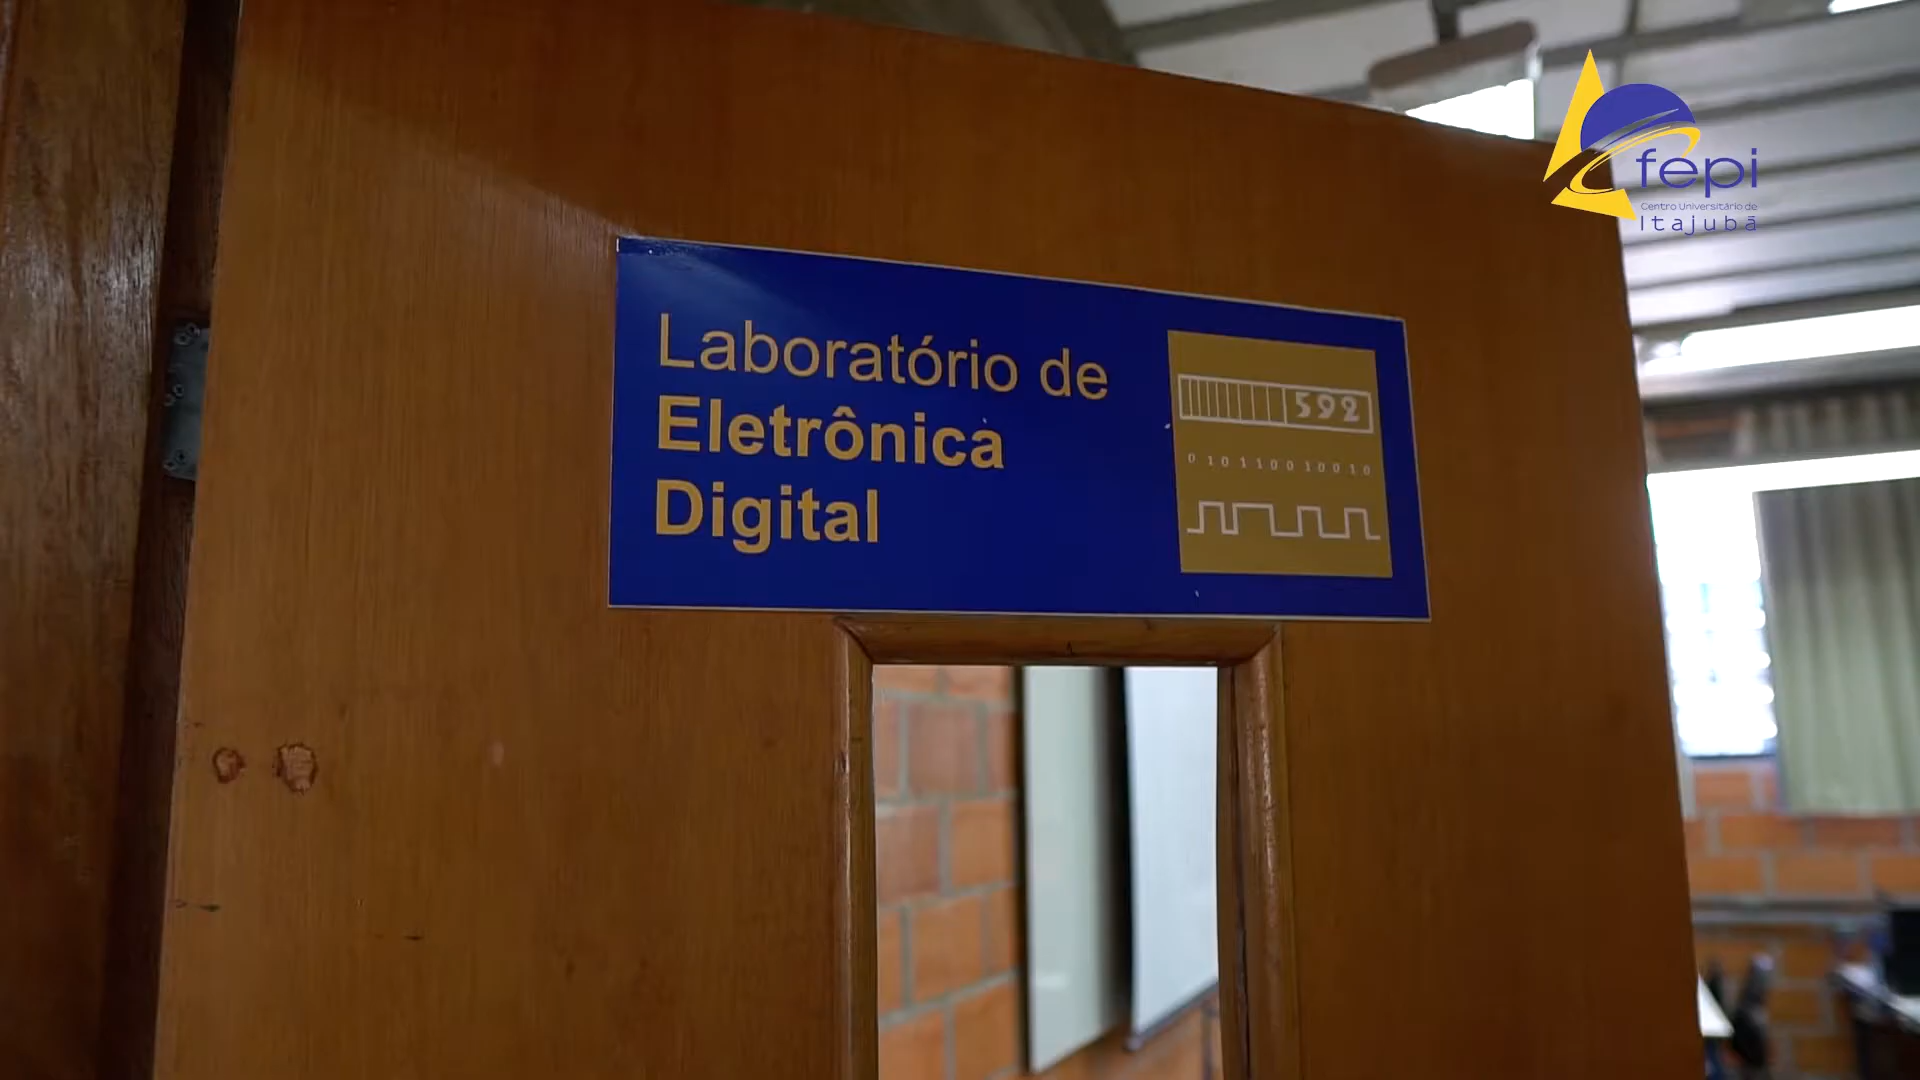 fepi
Centro Universitário de
Itajubá
Laboratório de
Eletrônica
Digital
592
0 1 0 1 1 0 0 1 0 0 1 0